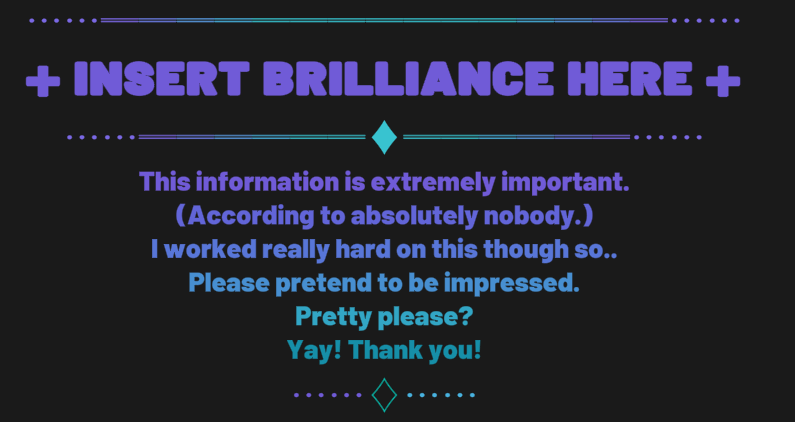 + INSERT BRILLIANCE HERE +
This information is extremely important.
(According to absolutely nobody.)
I worked really hard on this though so..
Please pretend to be impressed.
Pretty please?
Yay! Thank you!